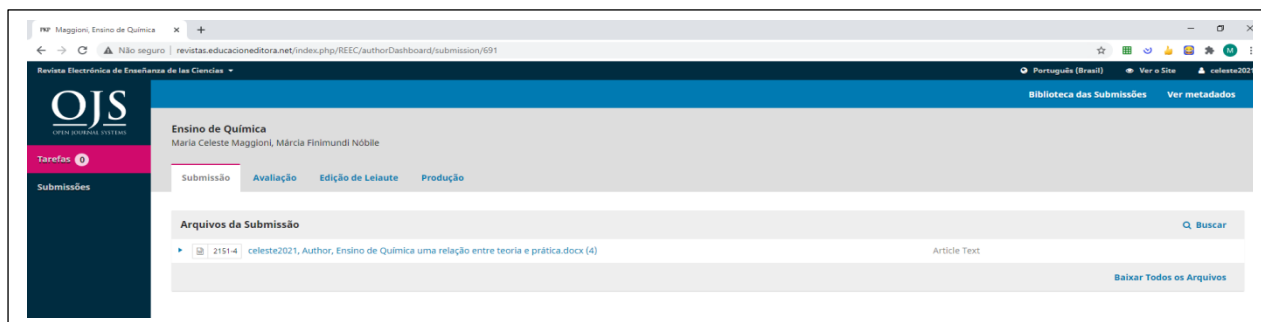 PKP Maggioni, Ensino de Química
Não seguro | revistas.educacioneditora.net/index.php/REEC/authorDashboard/submission/691
M
Revista Electrónica de Enseñanza de las Ciencias
Português (Brasil) Ver o Site celeste2021
Biblioteca das Submissões Ver metadados
OJS
OPEN JOURNAL SYSTEMS
Tarefas 0
Submissões
Ensino de Química
Maria Celeste Maggioni, Márcia Finimundi Nóbile
Submissão Avaliação Edição de Leiaute Produção
Arquivos da Submissão Buscar
2151-4 celeste2021, Author, Ensino de Química uma relação entre teoria e prática.docx (4) Article Text
Baixar Todos os Arquivos